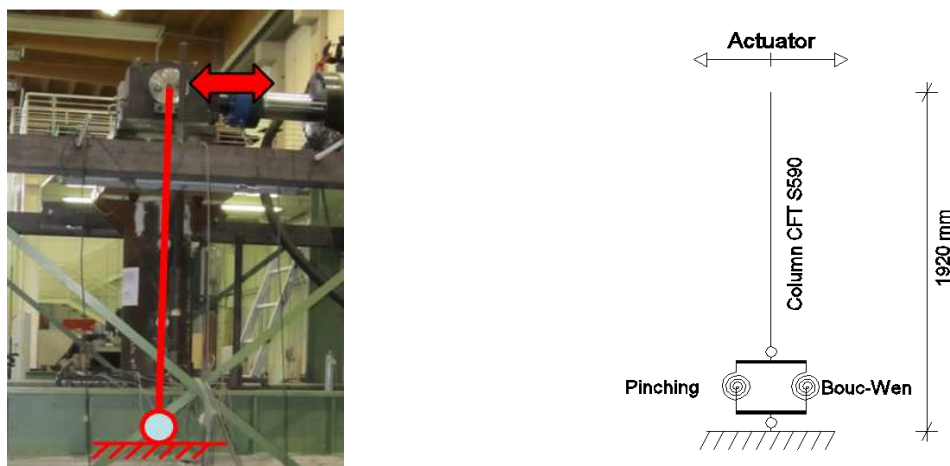 Actuator
Column CFT S590
1920 mm
Pinching
Bouc-Wen